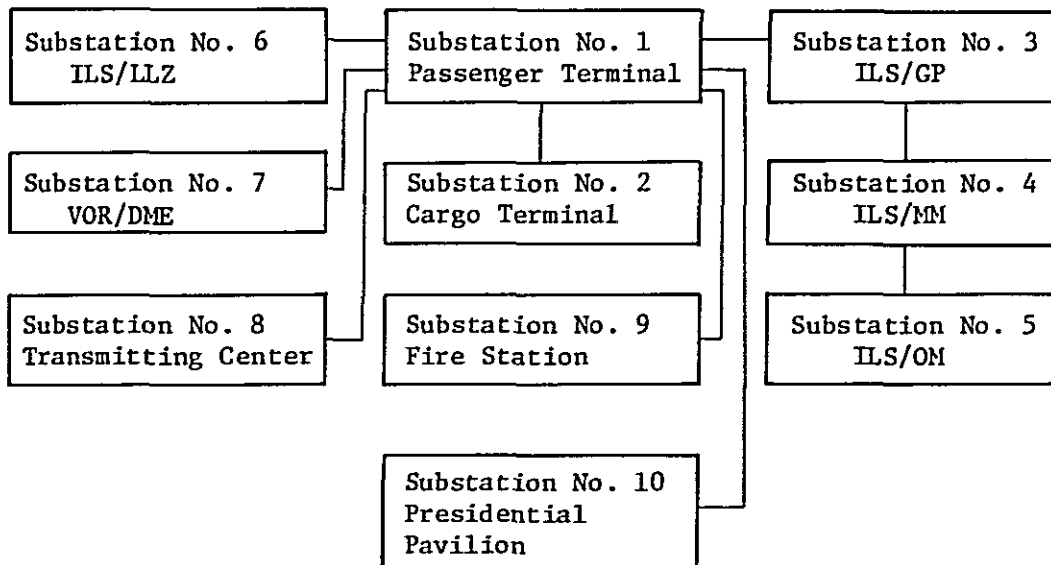 Substation No. 6
ILS/LLZ
Substation No. 1
Passenger Terminal
Substation No. 3
ILS/GP
Substation No. 7
VOR/DME
Substation No. 2
Cargo Terminal
Substation No. 4
ILS/MM
Substation No. 8
Transmitting Center
Substation No. 9
Fire Station
Substation No. 5
ILS/OM
Substation No. 10
Presidential
Pavilion